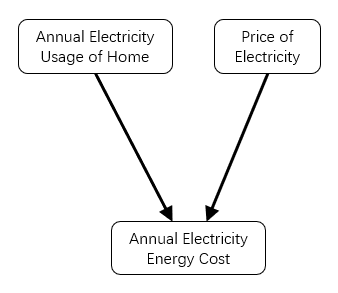 Annual Electricity
Usage of Home
Price of
Electricity
Annual Electricity
Energy Cost